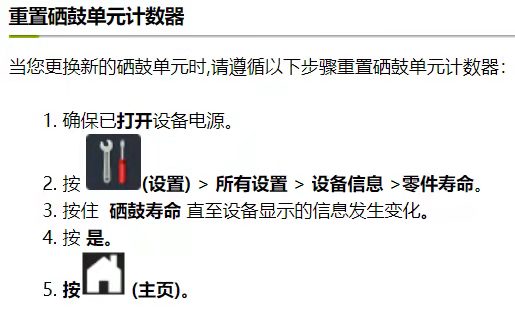 重置硒鼓单元计数器
当您更换新的硒鼓单元时,请遵循以下步骤重置硒鼓单元计数器：
1. 确保已打开设备电源。
2. 按 (设置) > 所有设置 > 设备信息 >零件寿命。
3. 按住 硒鼓寿命 直至设备显示的信息发生变化。
4. 按 是。
5. 按 (主页)。